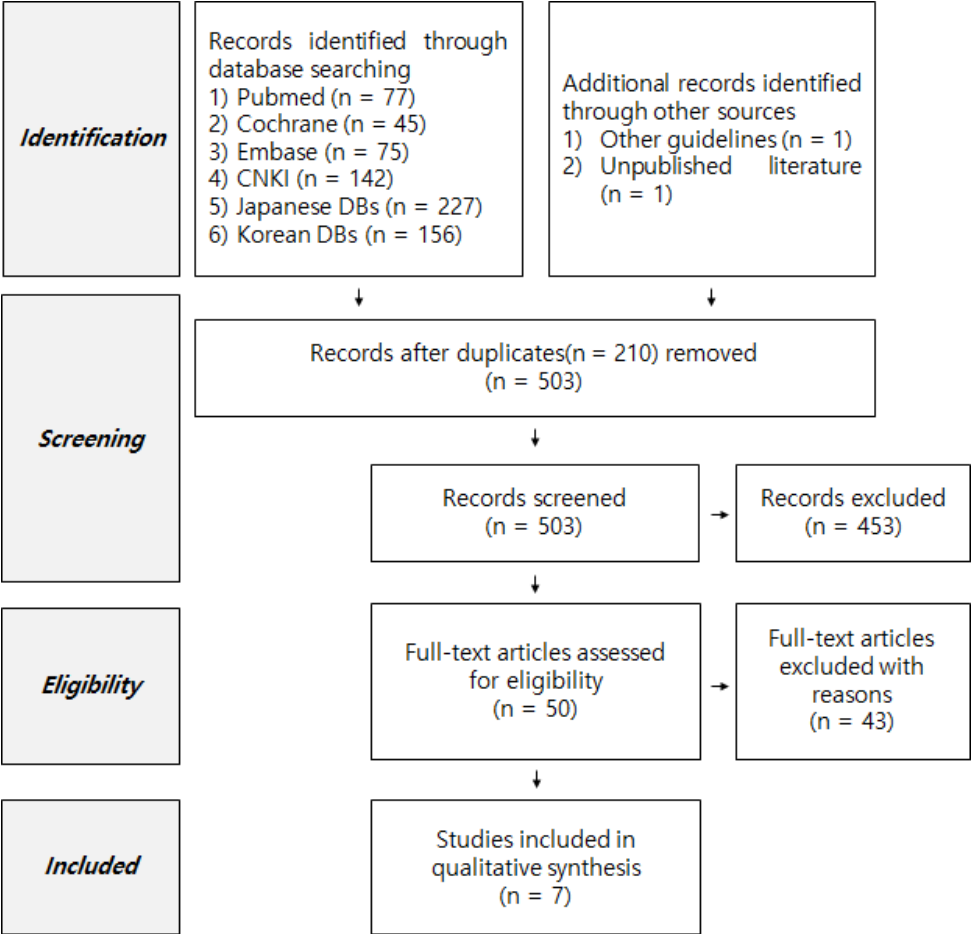 Identification
Records identified through
database searching
1) Pubmed (n = 77)
2) Cochrane (n = 45)
3) Embase (n = 75)
4) CNKI (n = 142)
5) Japanese DBs (n = 227)
6) Korean DBs (n = 156)
Additional records identified
through other sources
1) Other guidelines (n = 1)
2) Unpublished literature
(n = 1)
Screening
Records after duplicates(n = 210) removed
(n = 503)
Records screened
(n = 503)
Records excluded
(n = 453)
Eligibility
Full-text articles assessed
for eligibility
(n = 50)
Full-text articles
excluded with
reasons
(n = 43)
Included
Studies included in
qualitative synthesis
(n = 7)